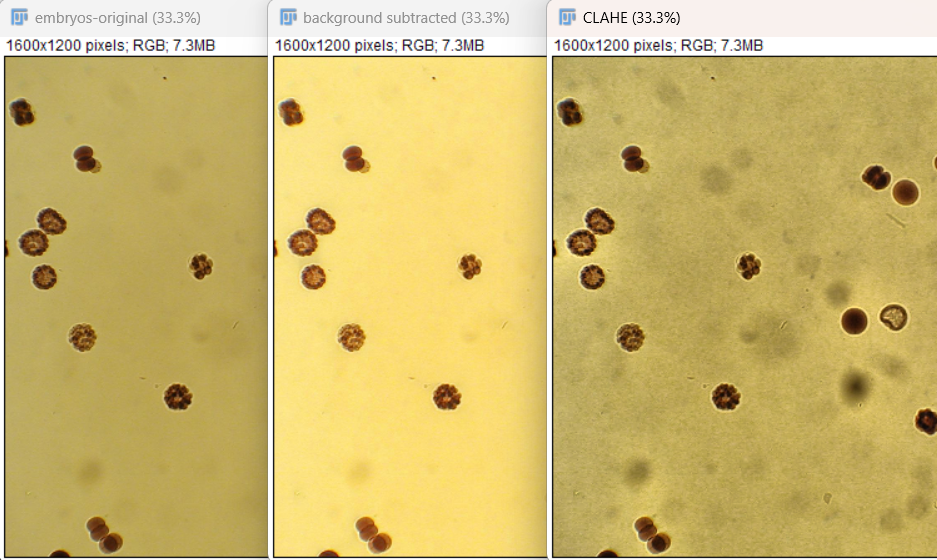 embryos-original (33.3%)
1600x1200 pixels; RGB; 7.3MB
background subtracted (33.3%)
1600x1200 pixels; RGB; 7.3MB
CLAHE (33.3%)
1600x1200 pixels; RGB; 7.3MB